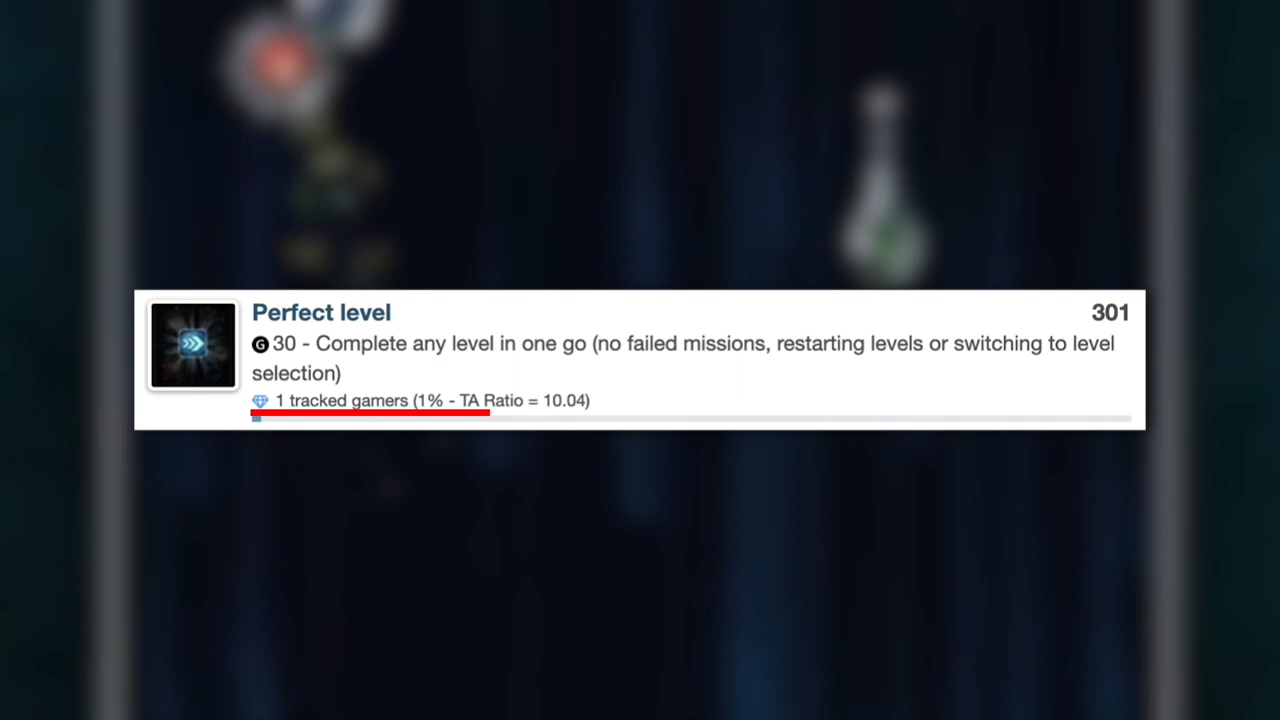 Perfect level 301
G 30 - Complete any level in one go (no failed missions, restarting levels or switching to level
selection)
1 tracked gamers (1% - TA Ratio = 10.04)